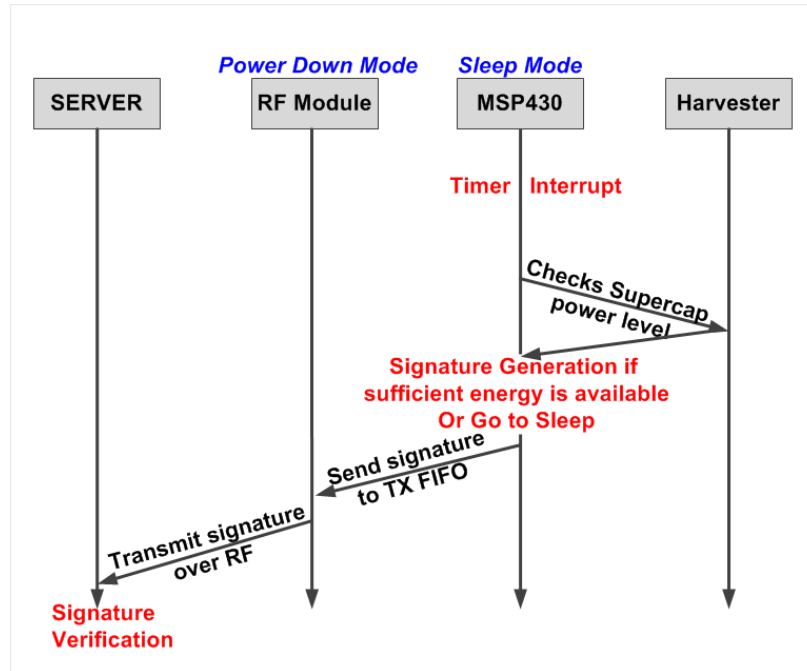 Power Down Mode
Sleep Mode
SERVER
RF Module
MSP430
Harvester
Timer Interrupt
Checks Supercap
power level
Signature Generation if
sufficient energy is available
Or Go to Sleep
Send signature
to TX FIFO
Transmit signature
over RF
Signature
Verification